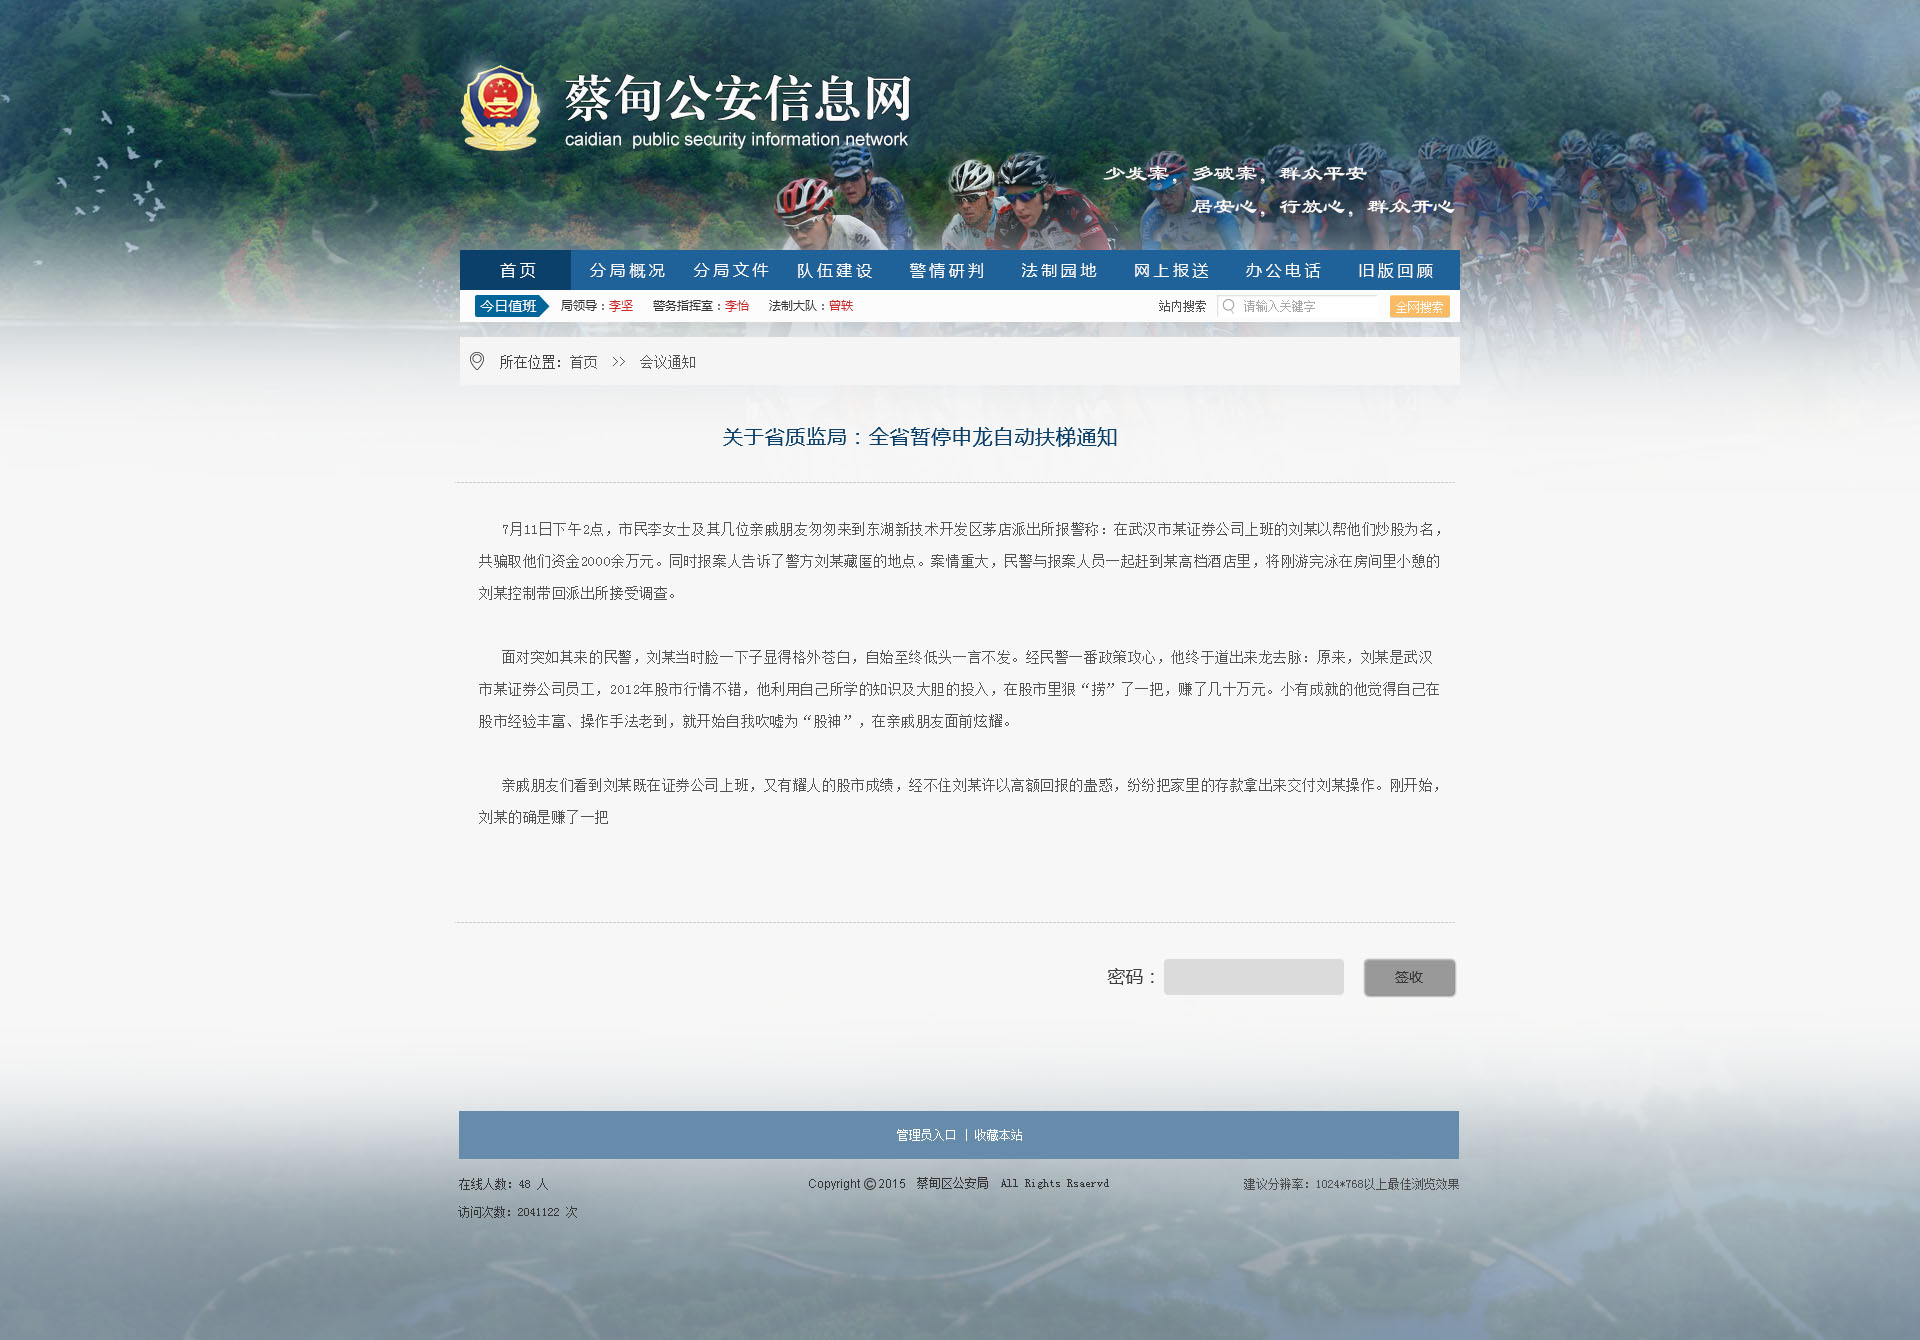 蔡甸公安信息网
caidian public security information network
少发案，多破案，群众平安
居安心，行放心，群众开心
首页 分局概况 分局文件 队伍建设 警情研判 法制园地 网上报送 办公电话 旧版回顾
今日值班 局领导：李坚 警务指挥室：李怡 法制大队：曾轶 站内搜索 请输入关键字 全网搜索
所在位置：首页 >> 会议通知
关于省质监局：全省暂停申龙自动扶梯通知
7月11日下午2点，市民李女士及其几位亲戚朋友匆匆来到东湖新技术开发区茅店派出所报警称：在武汉市某证券公司上班的刘某以帮他们炒股为名，
共骗取他们资金2000余万元。同时报案人告诉了警方刘某藏匿的地点。案情重大，民警与报案人员一起赶到某高档酒店里，将刚游完泳在房间里小憩的
刘某控制带回派出所接受调查。
面对突如其来的民警，刘某当时脸一下子显得格外苍白，自始至终低头一言不发。经民警一番政策攻心，他终于道出来龙去脉：原来，刘某是武汉
市某证券公司员工，2012年股市行情不错，他利用自己所学的知识及大胆的投入，在股市里狠“捞”了一把，赚了几十万元。小有成就的他觉得自己在
股市经验丰富、操作手法老到，就开始自我吹嘘为“股神”，在亲戚朋友面前炫耀。
亲戚朋友们看到刘某既在证券公司上班，又有耀人的股市成绩，经不住刘某许以高额回报的蛊惑，纷纷把家里的存款拿出来交付刘某操作。刚开始，
刘某的确是赚了一把
密码： 签收
管理员入口 | 收藏本站
在线人数：48 人 Copyright ©2015 蔡甸区公安局 All Rights Rsaervd 建议分辨率：1024*768以上最佳浏览效果
访问次数：2041122 次